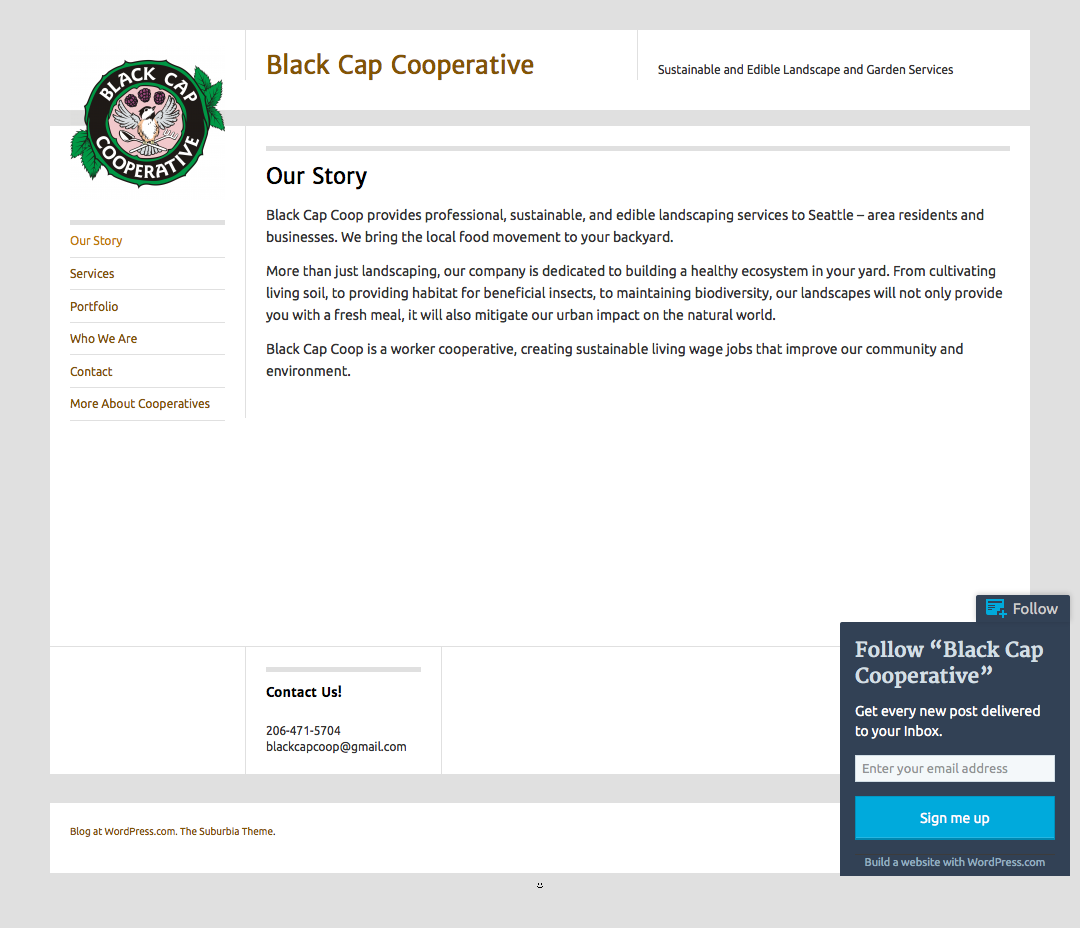 BLACK CAP
COOPERATIVE
Black Cap Cooperative
Sustainable and Edible Landscape and Garden Services
Our Story
Services
Portfolio
Who We Are
Contact
More About Cooperatives
Our Story
Black Cap Coop provides professional, sustainable, and edible landscaping services to Seattle – area residents and
businesses. We bring the local food movement to your backyard.
More than just landscaping, our company is dedicated to building a healthy ecosystem in your yard. From cultivating
living soil, to providing habitat for beneficial insects, to maintaining biodiversity, our landscapes will not only provide
you with a fresh meal, it will also mitigate our urban impact on the natural world.
Black Cap Coop is a worker cooperative, creating sustainable living wage jobs that improve our community and
environment.
Contact Us!
206-471-5704
blackcapcoop@gmail.com
Follow
Follow “Black Cap
Cooperative”
Get every new post delivered
to your Inbox.
Enter your email address
Sign me up
Build a website with WordPress.com
Blog at WordPress.com. The Suburbia Theme.